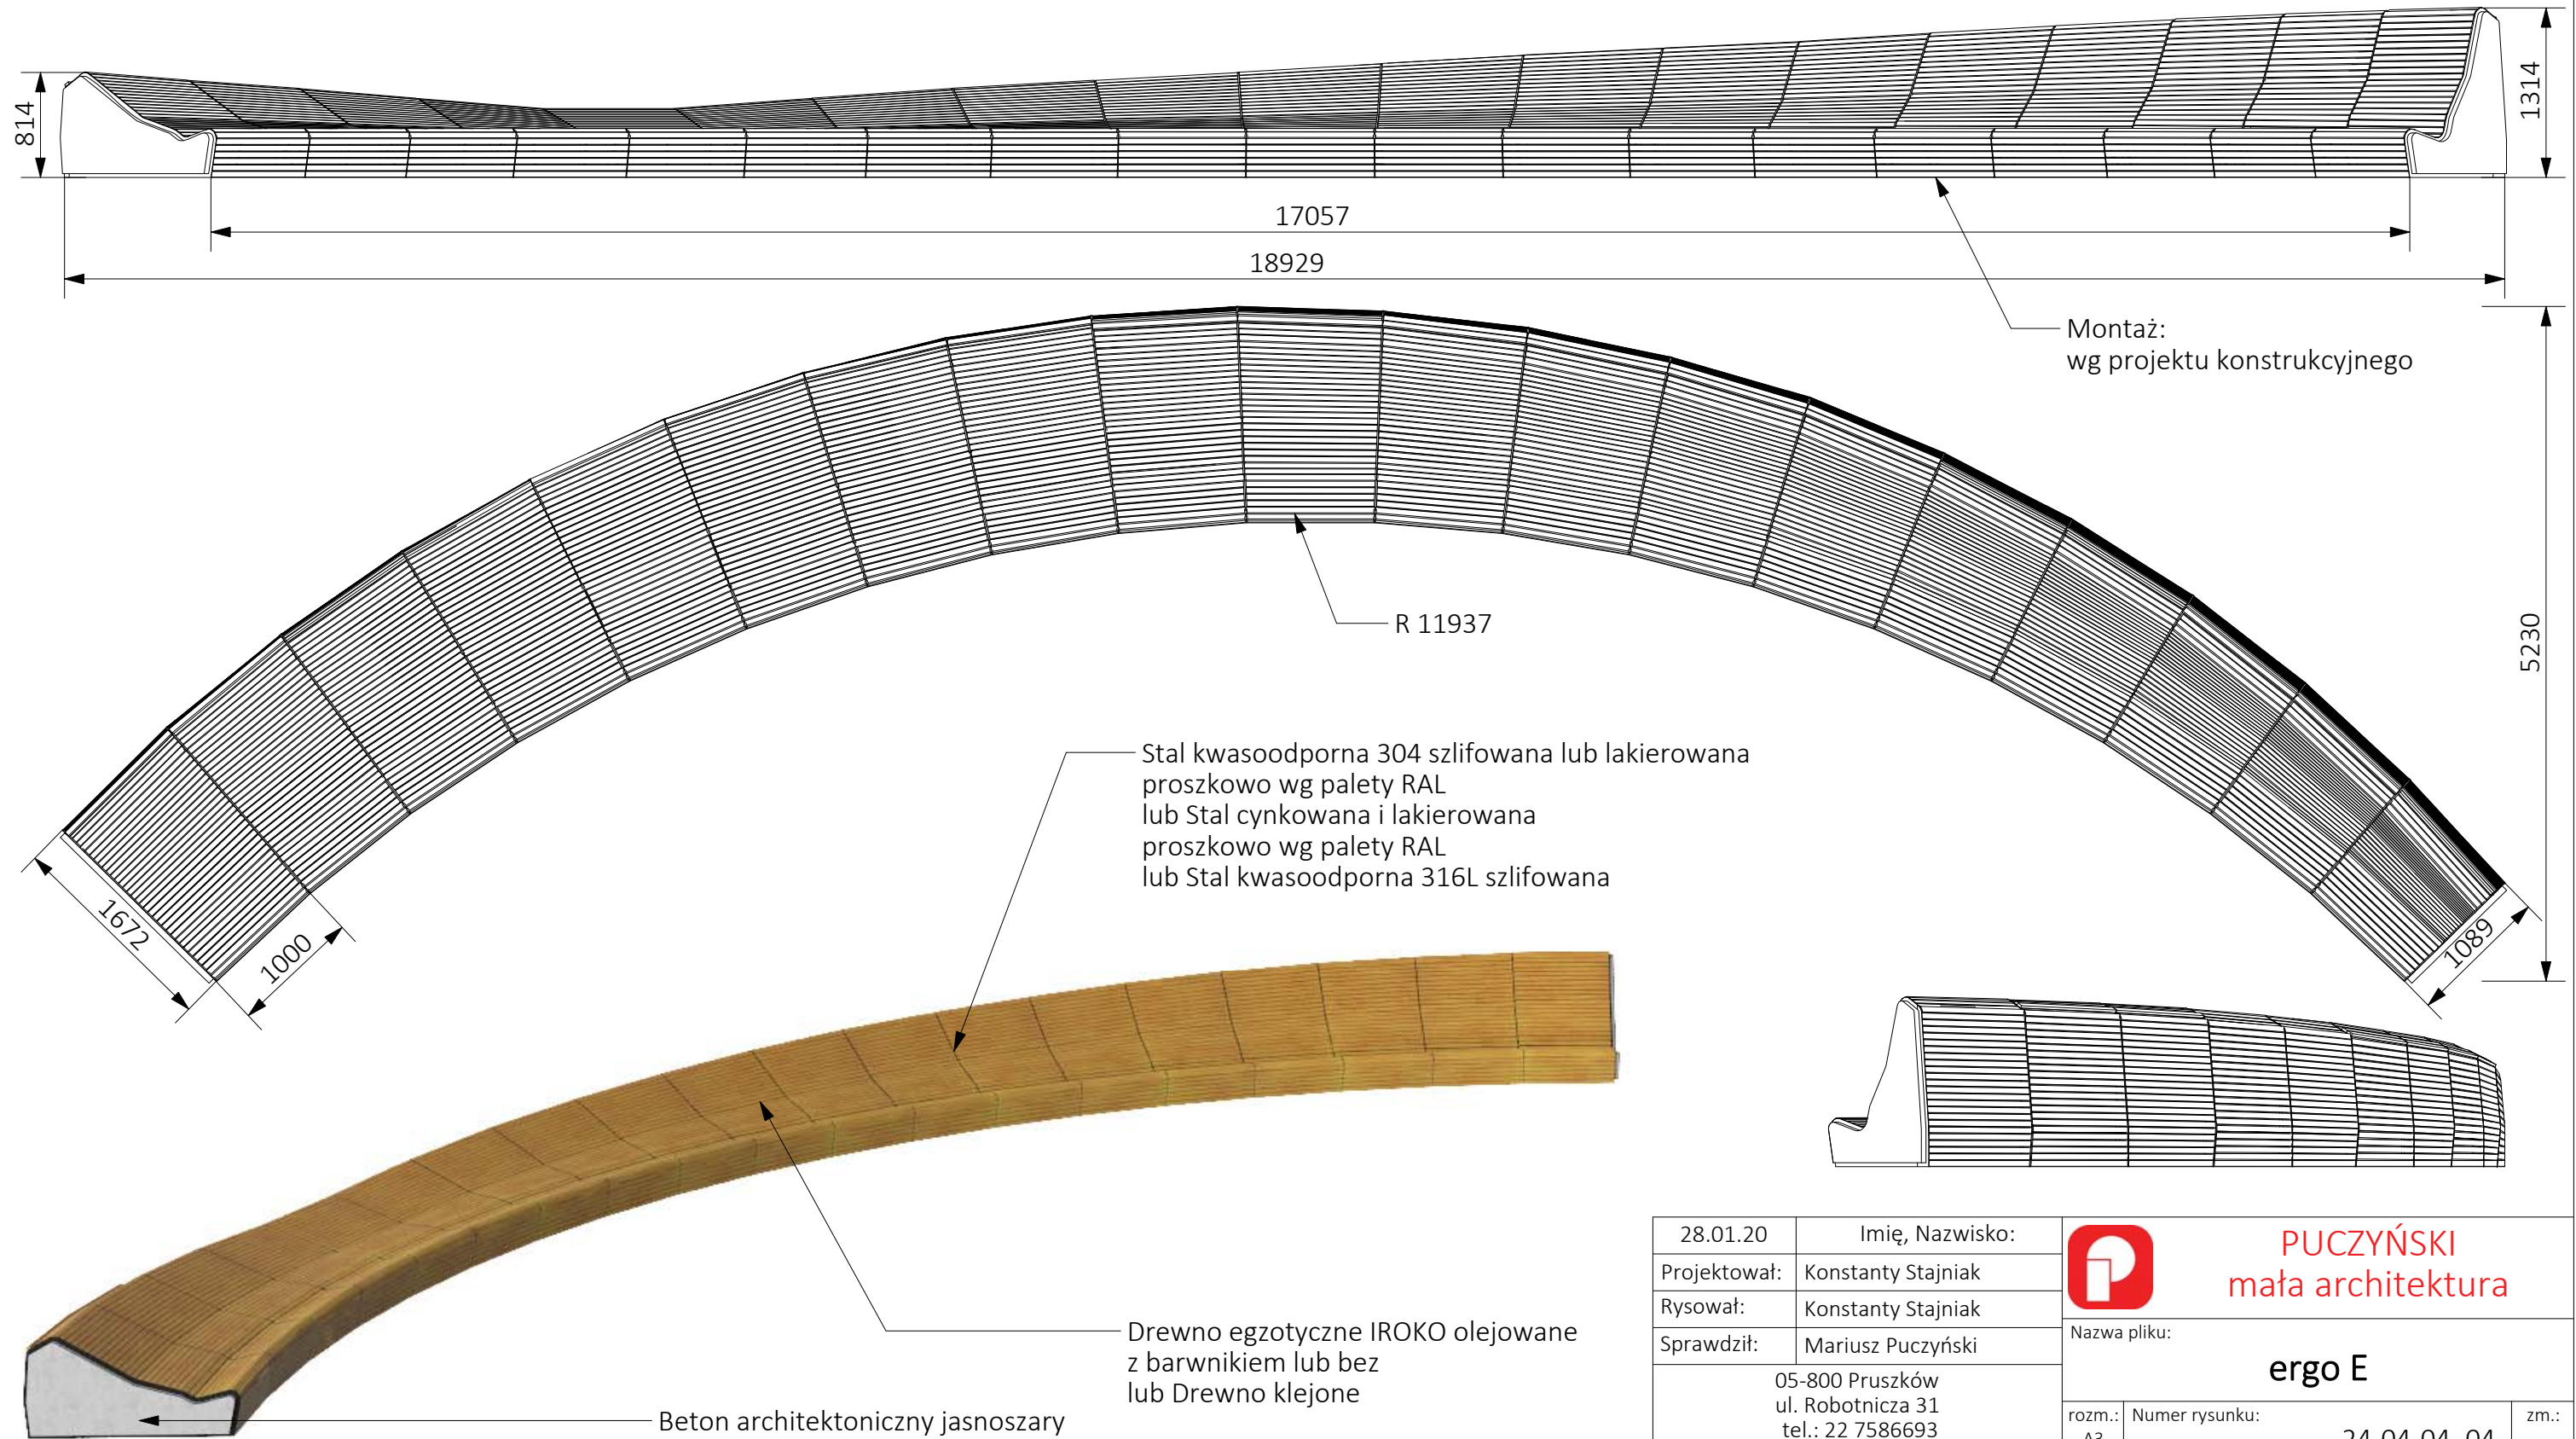 814
1314
17057
18929
Montaż:
wg projektu konstrukcyjnego
R 11937
5230
Stal kwasoodporna 304 szlifowana lub lakierowana
proszkowo wg palety RAL
lub Stal cynkowana i lakierowana
proszkowo wg palety RAL
lub Stal kwasoodporna 316L szlifowana
1672
1000
1089
Drewno egzotyczne IROKO olejowane
z barwnikiem lub bez
lub Drewno klejone
Beton architektoniczny jasnoszary
28.01.20 Imię, Nazwisko:
Projektował: Konstanty Stajniak
Rysował: Konstanty Stajniak
Sprawdził: Mariusz Puczyński
05-800 Pruszków
ul. Robotnicza 31
tel.: 22 7586693
PUCZYŃSKI
mała architektura
Nazwa pliku:
ergo E
rozm.: Numer rysunku: zm.: